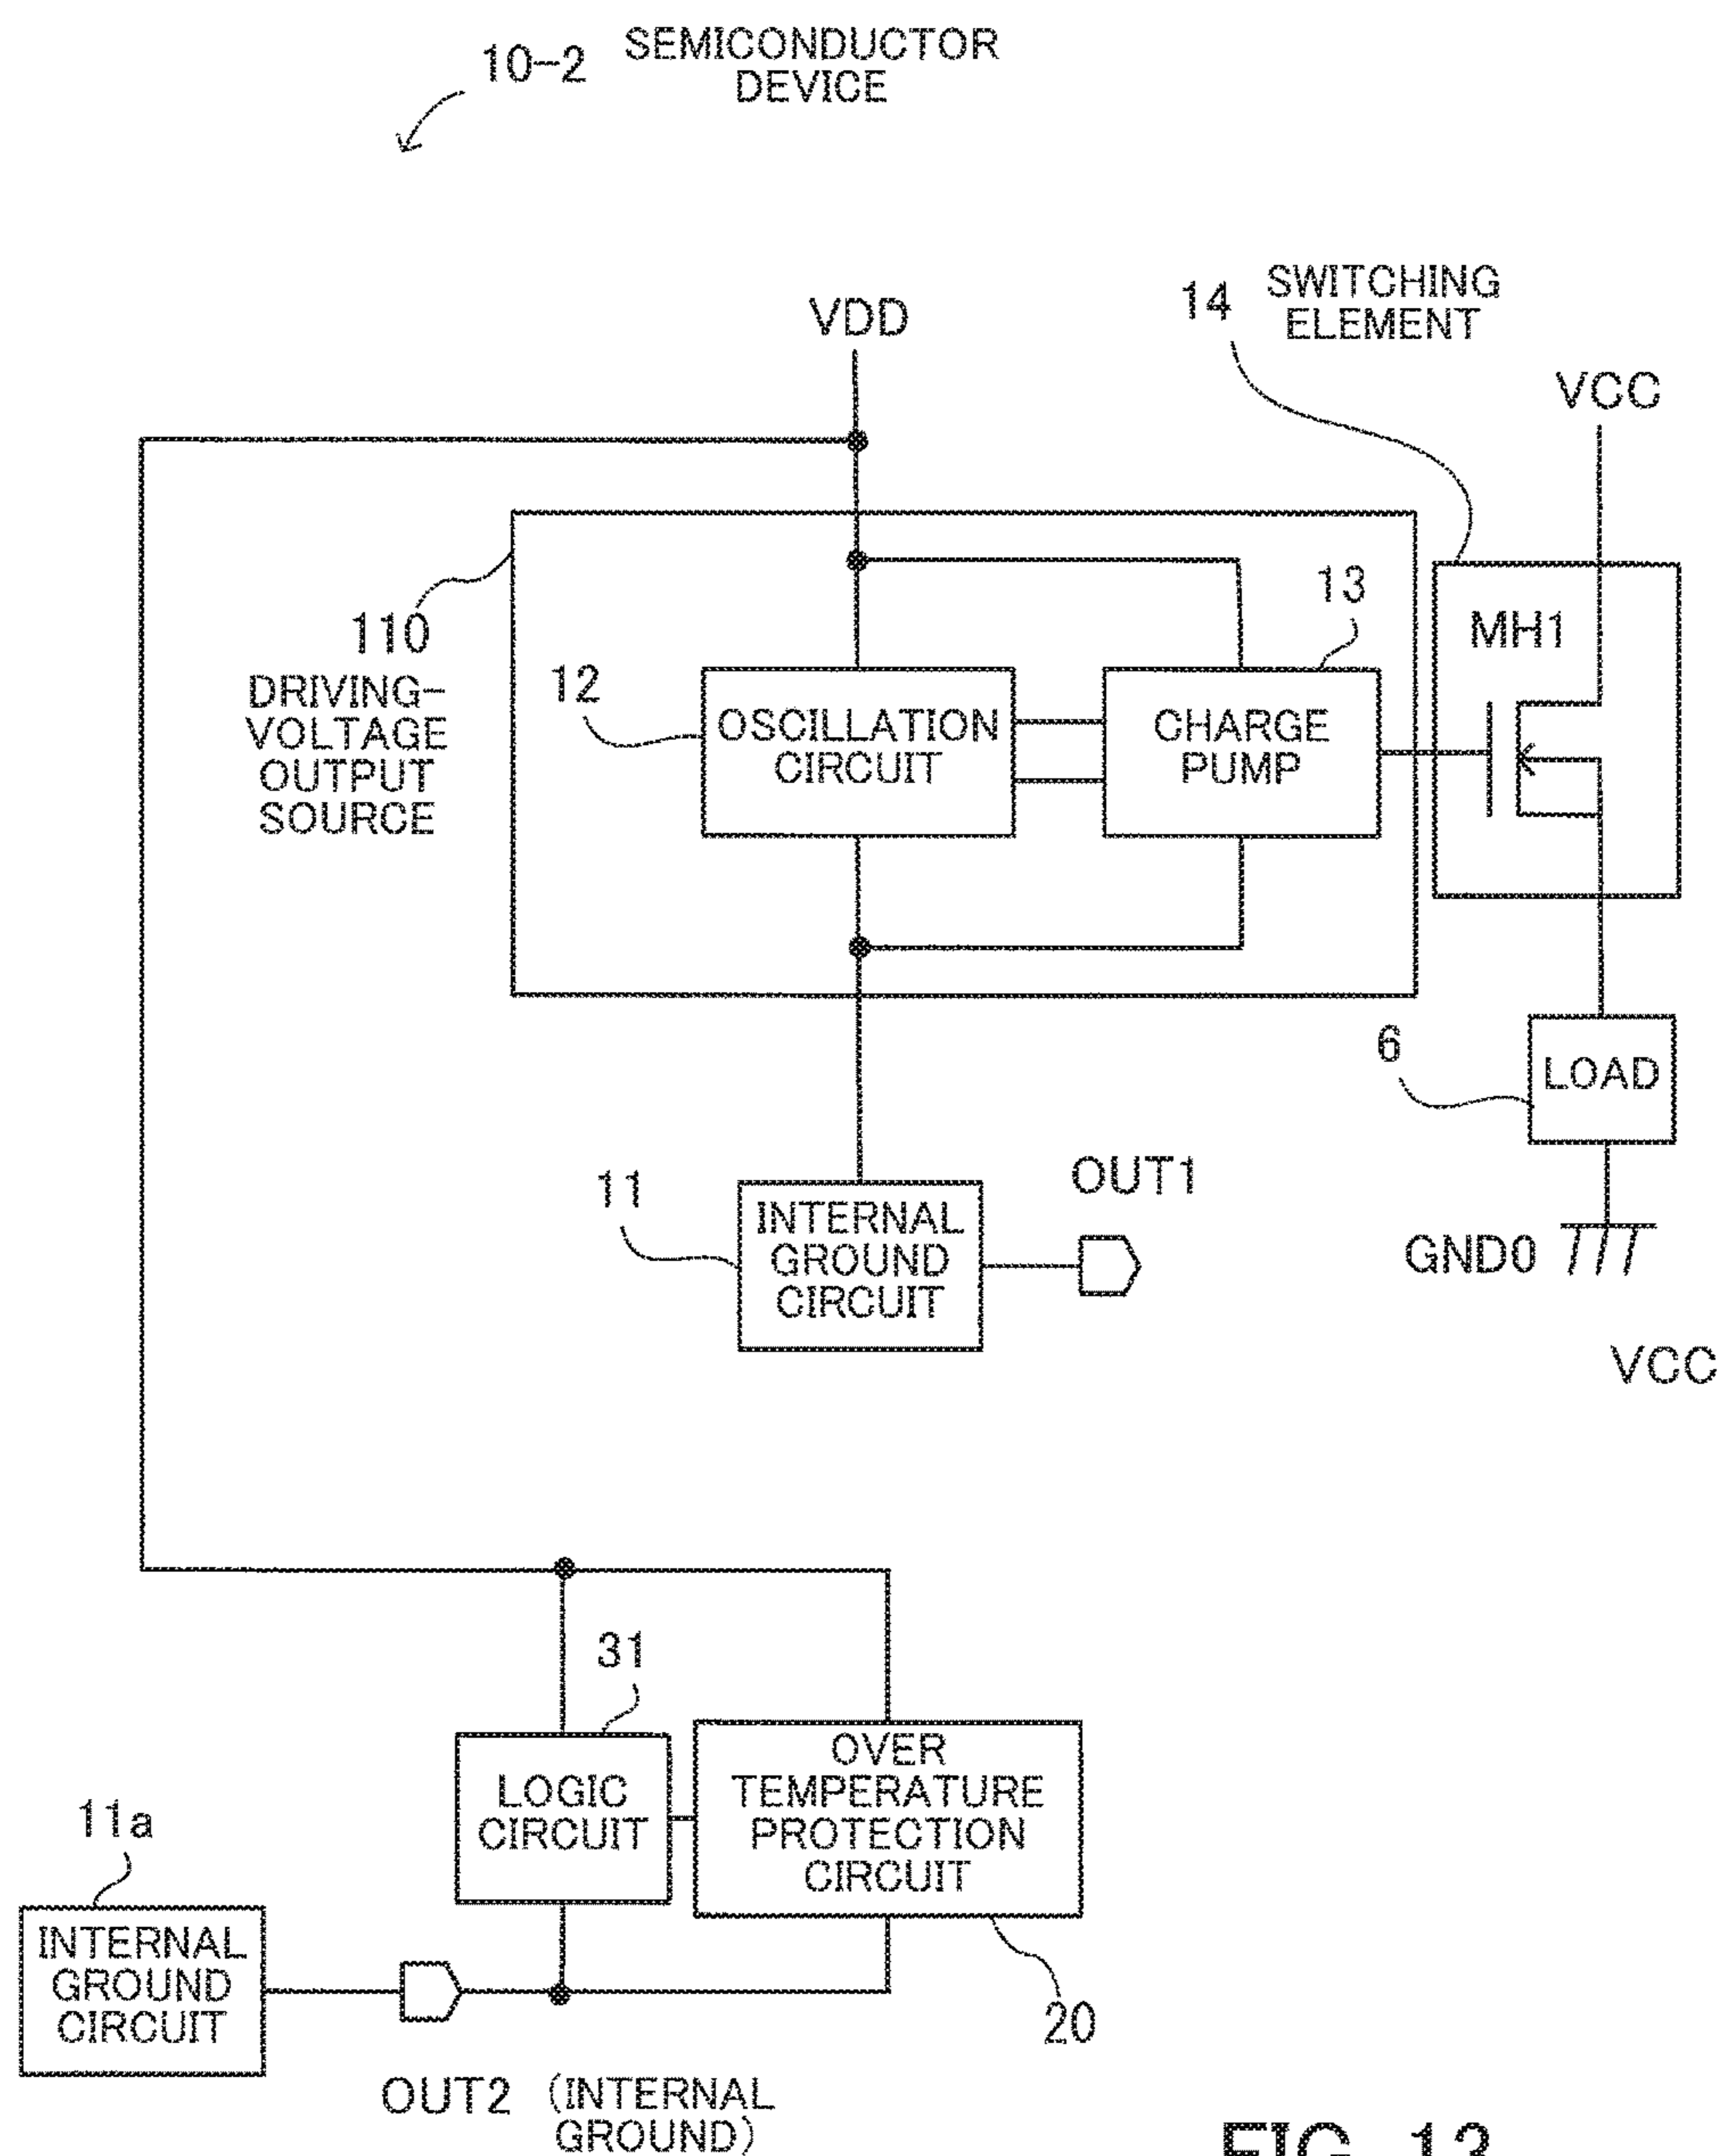 10-2 SEMICONDUCTOR
DEVICE
VDD
14 SWITCHING
ELEMENT
VCC
110
DRIVING-
VOLTAGE
OUTPUT
SOURCE
12
OSCILLATION
CIRCUIT
13
CHARGE
PUMP
MH1
6
LOAD
GND0
VCC
11
INTERNAL
GROUND
CIRCUIT
OUT1
31
LOGIC
CIRCUIT
OVER
TEMPERATURE
PROTECTION
CIRCUIT
20
11a
INTERNAL
GROUND
CIRCUIT
OUT2 (INTERNAL
GROUND)
FIG. 13